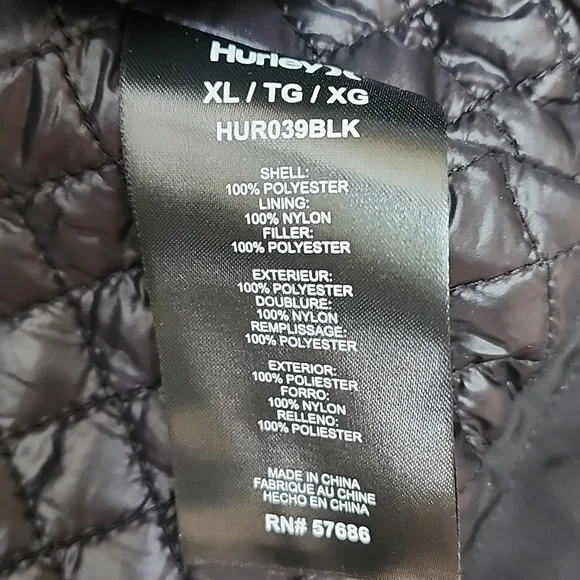 Hurley
XL / TG / XG
HUR039BLK
SHELL:
100% POLYESTER
LINING:
100% NYLON
FILLER:
100% POLYESTER
EXTERIEUR:
100% POLYESTER
DOUBLURE:
100% NYLON
REMPLISSAGE:
100% POLYESTER
EXTERIOR:
100% POLIESTER
FORRO:
100% NYLON
RELLENO:
100% POLIESTER
MADE IN CHINA
FABRIQUE AU CHINE
HECHO EN CHINA
RN# 57686